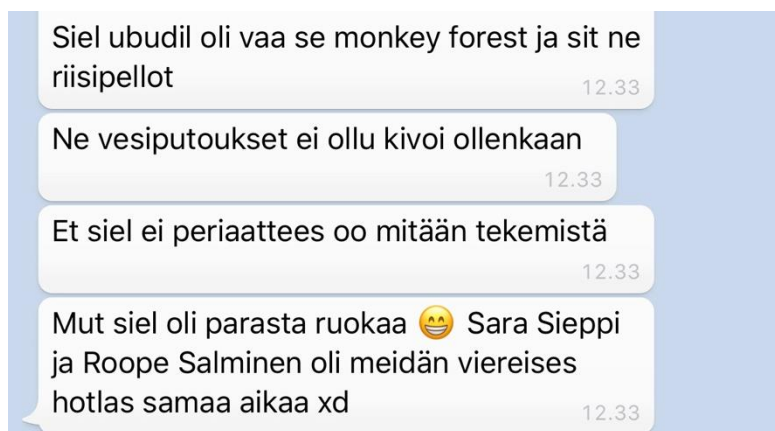 Siel ubudil oli vaa se monkey forest ja sit ne
riisipellot
12.33
Ne vesiputoukset ei ollu kivoi ollenkaan
12.33
Et siel ei periaattees oo mitään tekemistä
12.33
Mut siel oli parasta ruokaa 😁 Sara Sieppi
ja Roope Salminen oli meidän viereises
hotlas samaa aikaa xd
12.33